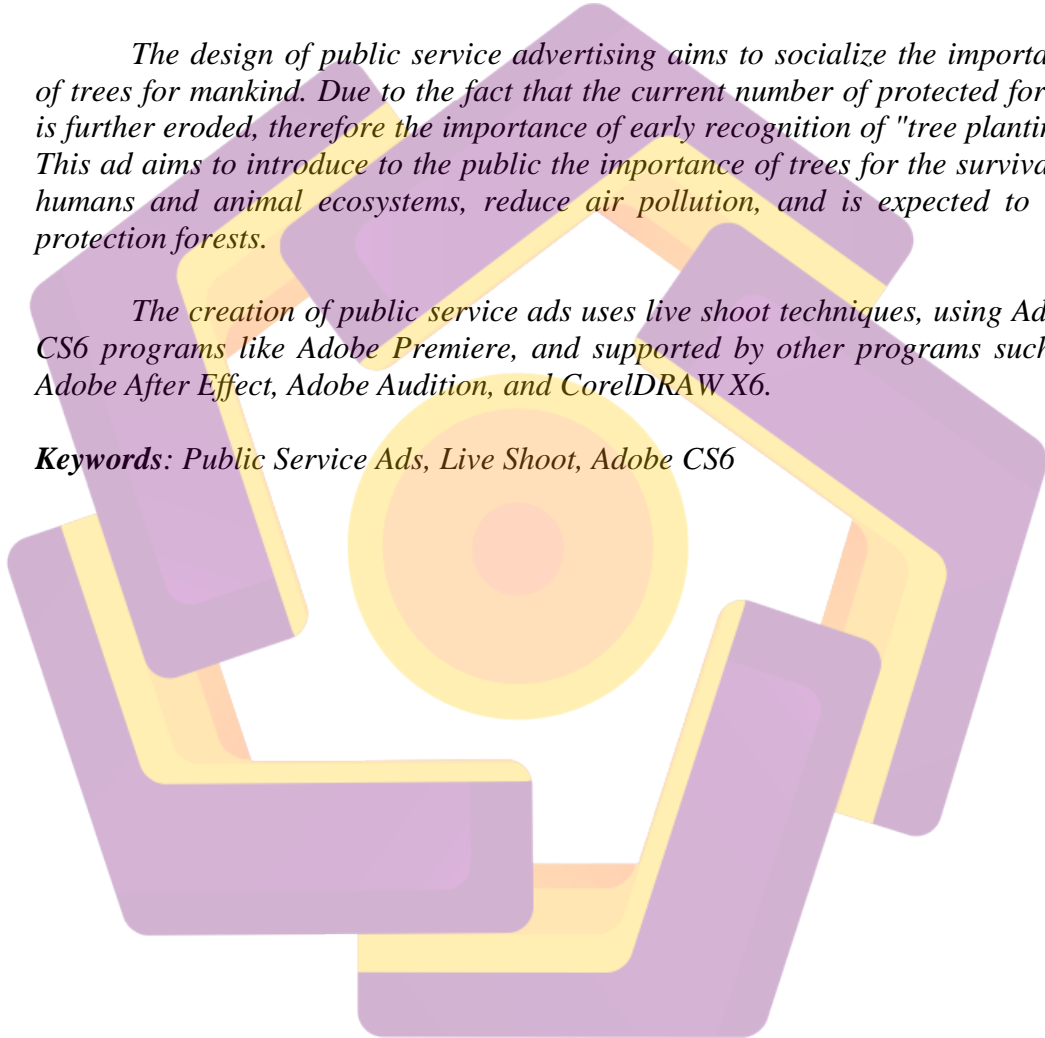 The design of public service advertising aims to socialize the importa
of trees for mankind. Due to the fact that the current number of protected for
is further eroded, therefore the importance of early recognition of "tree plantin
This ad aims to introduce to the public the importance of trees for the surviva
humans and animal ecosystems, reduce air pollution, and is expected to
protection forests.
The creation of public service ads uses live shoot techniques, using Ad
CS6 programs like Adobe Premiere, and supported by other programs such
Adobe After Effect, Adobe Audition, and CorelDRAW X6.
Keywords: Public Service Ads, Live Shoot, Adobe CS6